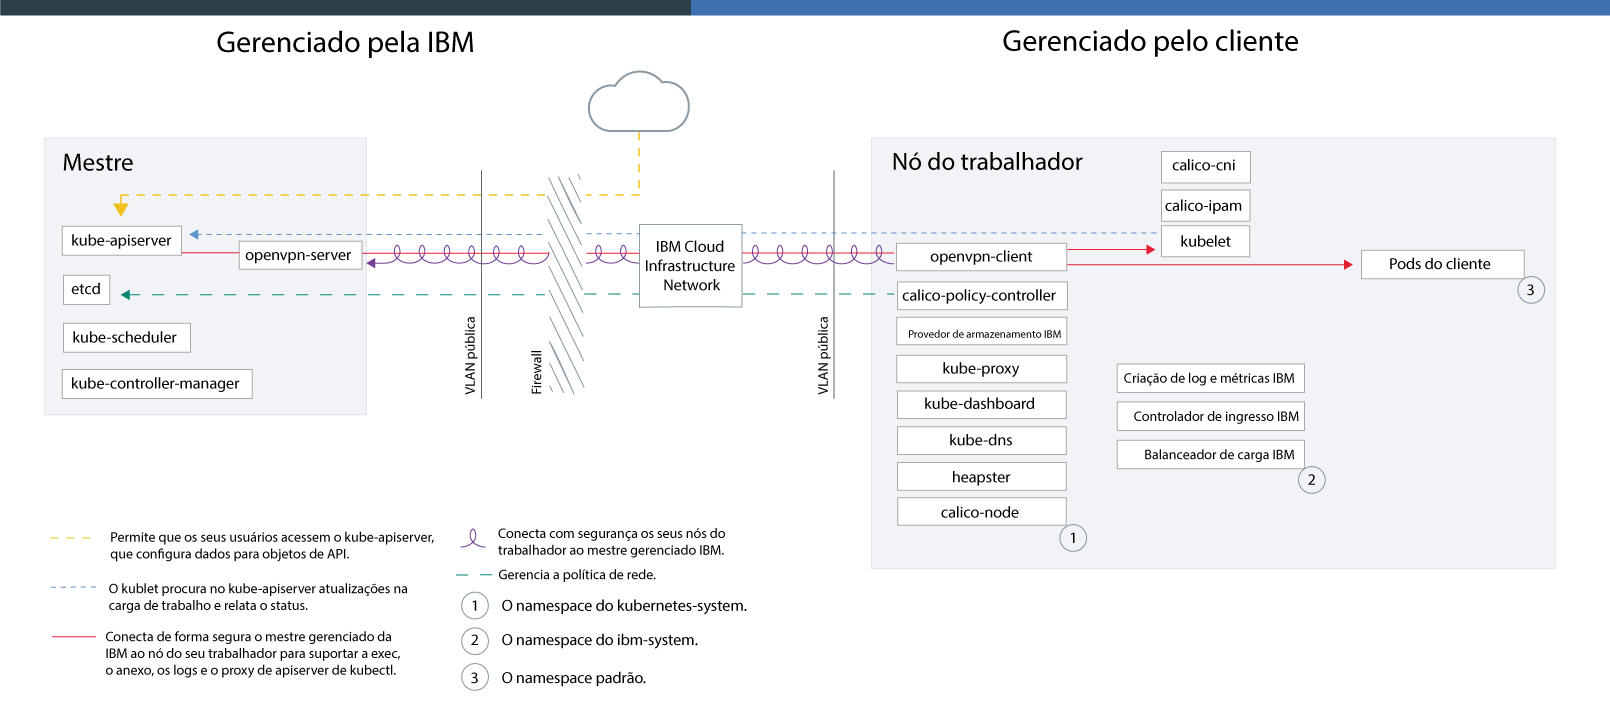 Gerenciado pela IBM
Gerenciado pelo cliente
Mestre
kube-apiserver
openvpn-server
etcd
kube-scheduler
kube-controller-manager
VLAN pública
Firewall
IBM Cloud
Infrastructure
Network
VLAN pública
Nó do trabalhador
calico-cni
calico-ipam
kubelet
openvpn-client
Pods do cliente
3
calico-policy-controller
Provedor de armazenamento IBM
kube-proxy
kube-dashboard
kube-dns
heapster
calico-node
1
Criação de log e métricas IBM
Controlador de ingresso IBM
Balanceador de carga IBM
2
Permite que os seus usuários acessem o kube-apiserver,
que configura dados para objetos de API.
O kublet procura no kube-apiserver atualizações na
carga de trabalho e relata o status.
Conecta de forma segura o mestre gerenciado da
IBM ao nó do seu trabalhador para suportar a exec,
o anexo, os logs e o proxy de apiserver de kubectl.
Conecta com segurança os seus nós do
trabalhador ao mestre gerenciado IBM.
Gerencia a política de rede.
1 O namespace do kubernetes-system.
2 O namespace do ibm-system.
3 O namespace padrão.